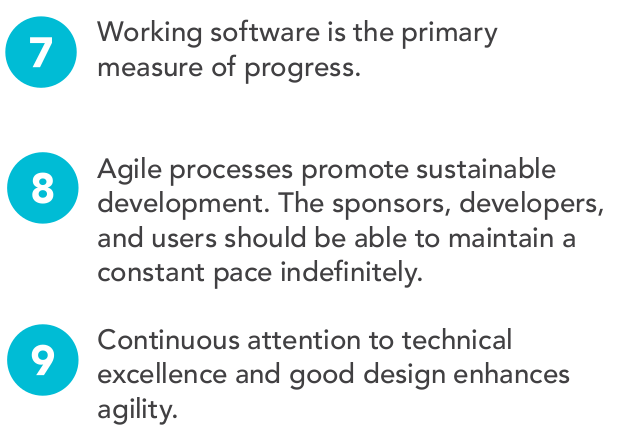 7 Working software is the primary
measure of progress.
8 Agile processes promote sustainable
development. The sponsors, developers,
and users should be able to maintain a
constant pace indefinitely.
9 Continuous attention to technical
excellence and good design enhances
agility.